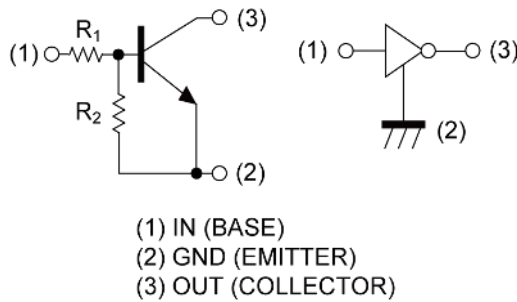 (1)
R1
(3)
R2
(2)
(1)
(3)
(2)
(1) IN (BASE)
(2) GND (EMITTER)
(3) OUT (COLLECTOR)